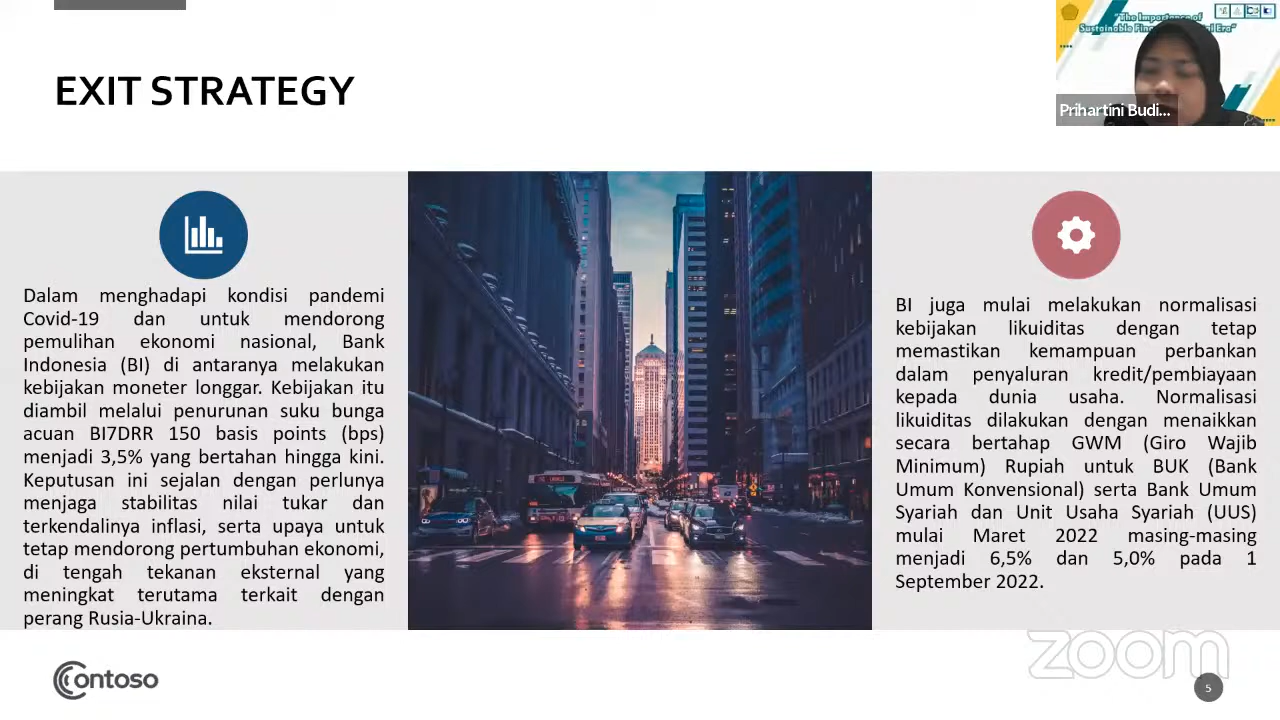 EXIT STRATEGY
"The Importance of
Prihartini Budi...
Dalam menghadapi kondisi pandemi
Covid-19 dan untuk mendorong
pemulihan ekonomi nasional, Bank
Indonesia (BI) di antaranya melakukan
kebijakan moneter longgar. Kebijakan itu
diambil melalui penurunan suku bunga
acuan BI7DRR 150 basis points (bps)
menjadi 3,5% yang bertahan hingga kini.
Keputusan ini sejalan dengan perlunya
menjaga stabilitas nilai tukar dan
terkendalinya inflasi, serta upaya untuk
tetap mendorong pertumbuhan ekonomi,
di tengah tekanan eksternal yang
meningkat terutama terkait dengan
perang Rusia-Ukraina.
BI juga mulai melakukan normalisasi
kebijakan likuiditas dengan tetap
memastikan kemampuan perbankan
dalam penyaluran kredit/pembiayaan
kepada dunia usaha. Normalisasi
likuiditas dilakukan dengan menaikkan
secara bertahap GWM (Giro Wajib
Minimum) Rupiah untuk BUK (Bank
Umum Konvensional) serta Bank Umum
Syariah dan Unit Usaha Syariah (UUS)
mulai Maret 2022 masing-masing
menjadi 6,5% dan 5,0% pada 1
September 2022.
Contoso
zoom
5